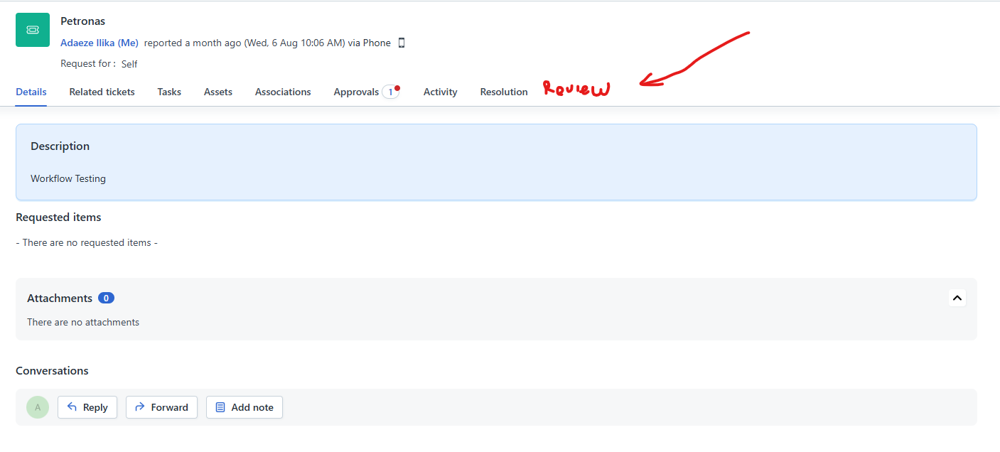 Petronas
Adaeze Ilika (Me) reported a month ago (Wed, 6 Aug 10:06 AM) via Phone
Request for : Self
Details Related tickets Tasks Assets Associations Approvals 1 Activity Resolution Review
Description
Workflow Testing
Requested items
- There are no requested items -
Attachments 0
There are no attachments
Conversations
A Reply Forward Add note